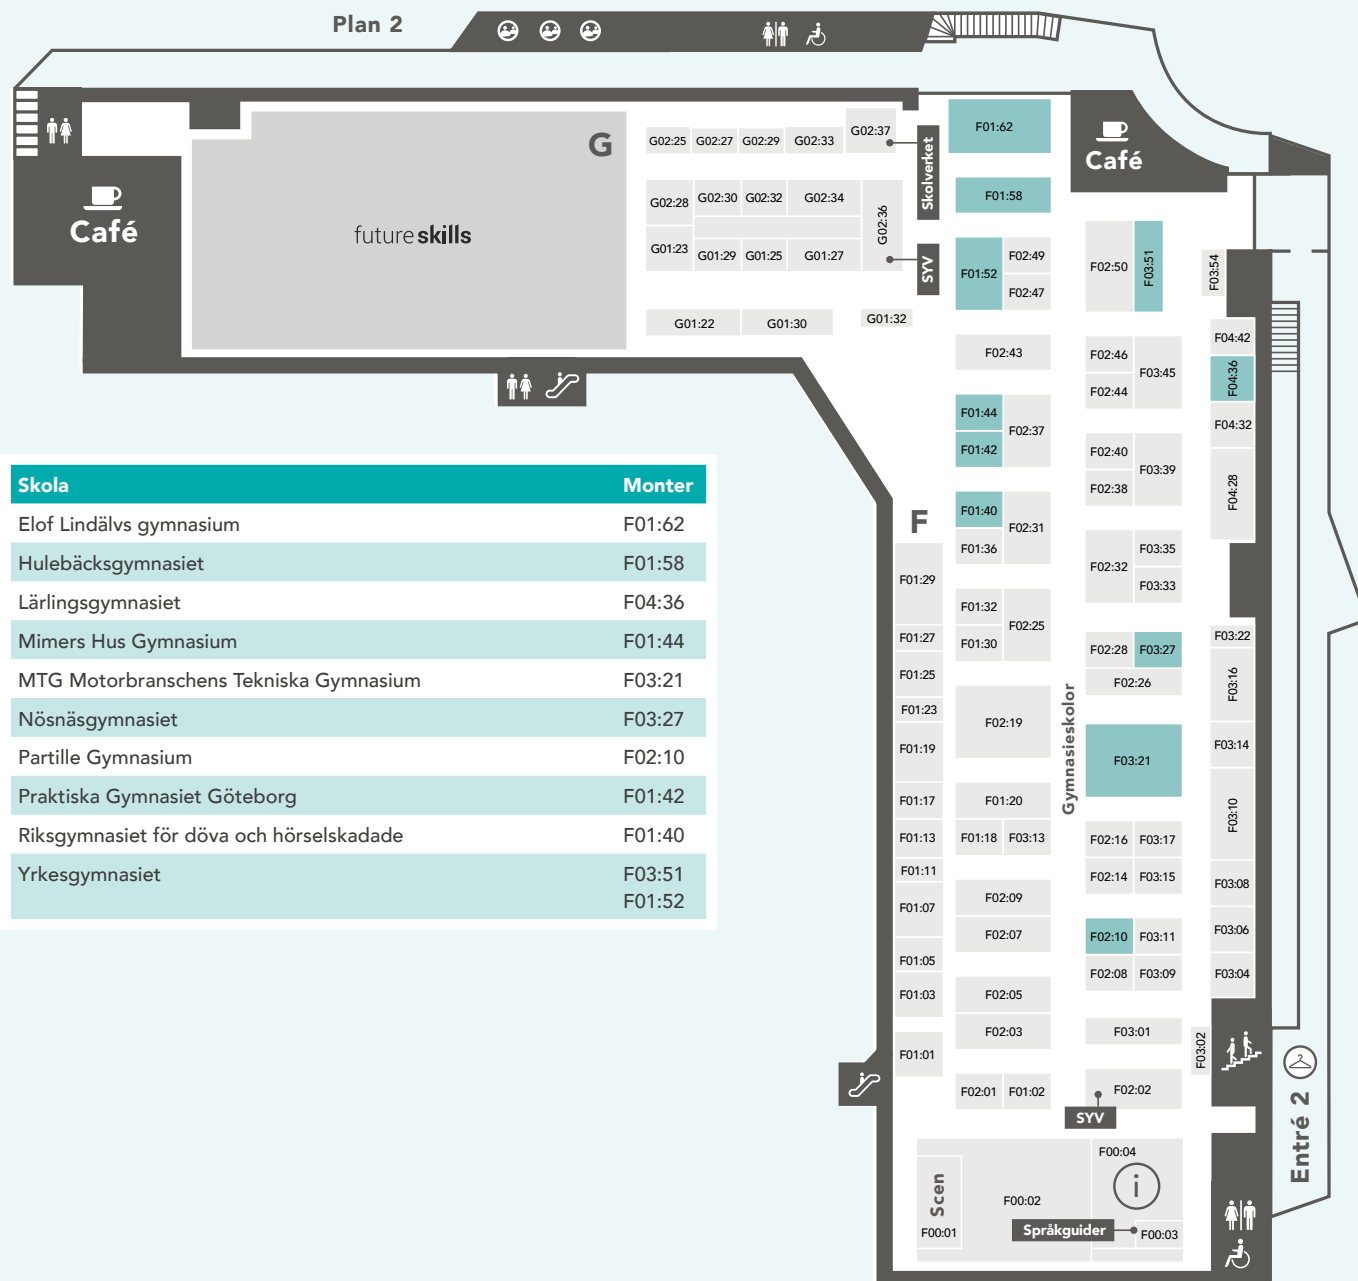 Plan 2
Café
G
future skills
G02:25
G02:27
G02:29
G02:33
G02:37
Skolverket
G02:28
G02:30
G02:32
G02:34
G02:36
G01:23
G01:29
G01:25
G01:27
SYV
G01:22
G01:30
G01:32
F01:62
Café
F01:58
F01:52
F02:49
F02:47
F02:50
F03:51
F03:54
F02:43
F02:46
F02:44
F03:45
F04:42
F04:36
F04:32
F04:28
F01:44
F01:42
F02:37
F02:40
F02:38
F03:39
Skola Monter
Elof Lindälvs gymnasium F01:62
Hulebäcksgymnasiet F01:58
Lärlingsgymnasiet F04:36
Mimers Hus Gymnasium F01:44
MTG Motorbranschens Tekniska Gymnasium F03:21
Nösnäsgymnasiet F03:27
Partille Gymnasium F02:10
Praktiska Gymnasiet Göteborg F01:42
Riksgymnasiet för döva och hörselskadade F01:40
Yrkesgymnasiet F03:51
F01:52
F
F01:40
F01:36
F02:31
F02:32
F03:35
F03:33
F01:29
F01:27
F01:25
F01:23
F01:19
F01:17
F01:13
F01:11
F01:07
F01:05
F01:03
F01:01
F01:32
F01:30
F02:25
F02:28
F03:27
F02:26
F03:22
F03:16
F03:14
F03:10
F03:08
F03:06
F03:04
F02:19
Gymnasieskolor
F03:21
F01:20
F01:18
F03:13
F02:16
F03:17
F02:14
F03:15
F02:09
F02:07
F02:10
F03:11
F02:08
F03:09
F02:05
F02:03
F03:01
F03:02
F02:01
F01:02
F02:02
SYV
Entré 2
Scen
F00:01
F00:02
F00:04
i
Språkguider
F00:03